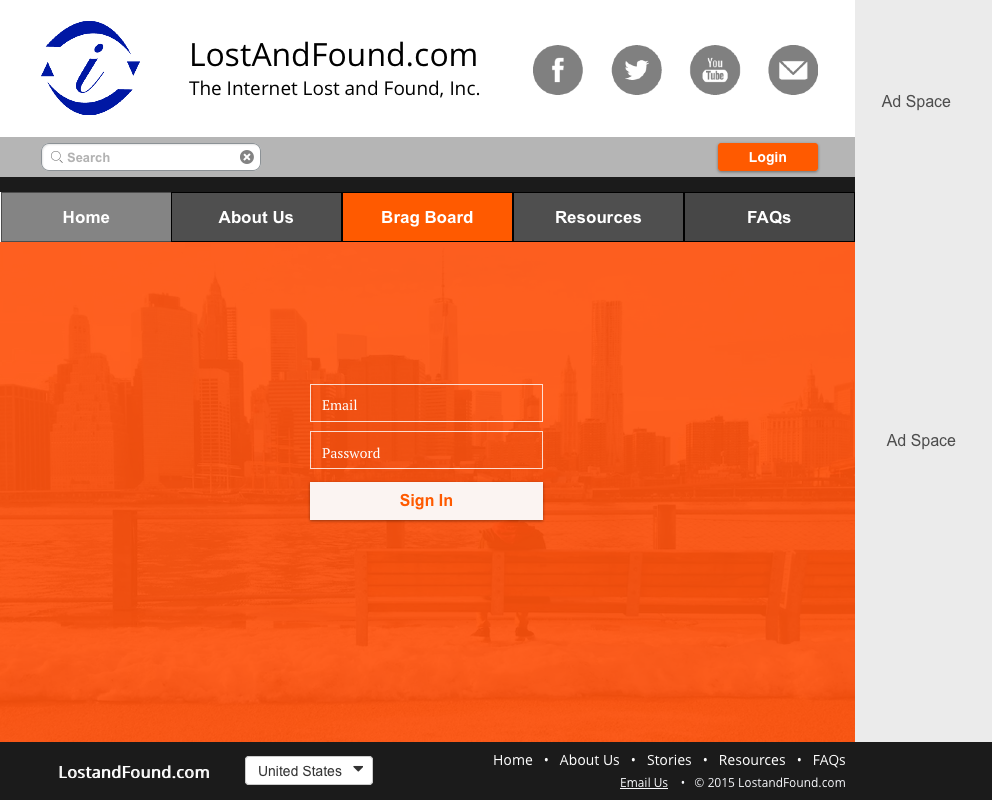 i
LostAndFound.com
The Internet Lost and Found, Inc.
f
You
Tube
Ad Space
Search
Login
Home
About Us
Brag Board
Resources
FAQs
Email
Password
Sign In
Ad Space
LostandFound.com
United States
Home • About Us • Stories • Resources • FAQs
Email Us • © 2015 LostandFound.com